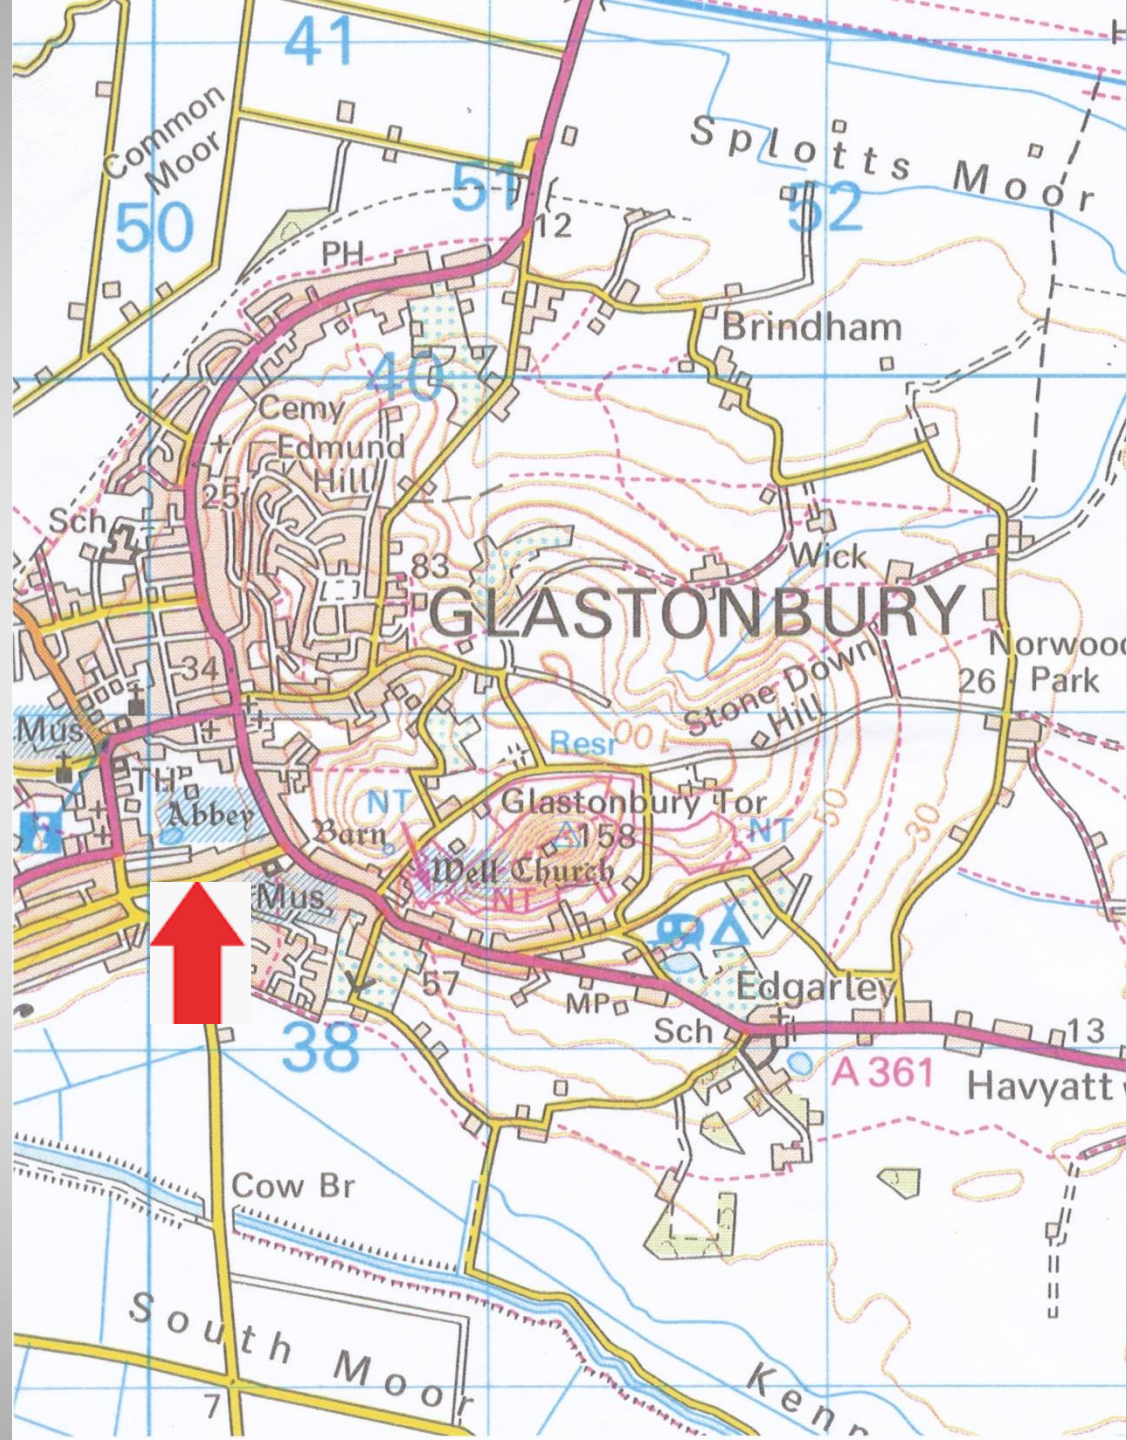 41
Common
Moor
Splotts Moor
51
52
50
12
PH
Brindham
40
Cemy
Edmund
Hill
25
Sch
Wick
83
GLASTONBURY
Norwoo
Park
34
26
Stone Down
Hill
Mus
100
Resr
TH
NT
Glastonbury Tor
50
30
Abbey
Barn
158
NT
Well Church
Mus
NT
57
Edgarley
MP
Sch
13
38
A 361
Havyatt
Cow Br
South Moor
Kenn
7